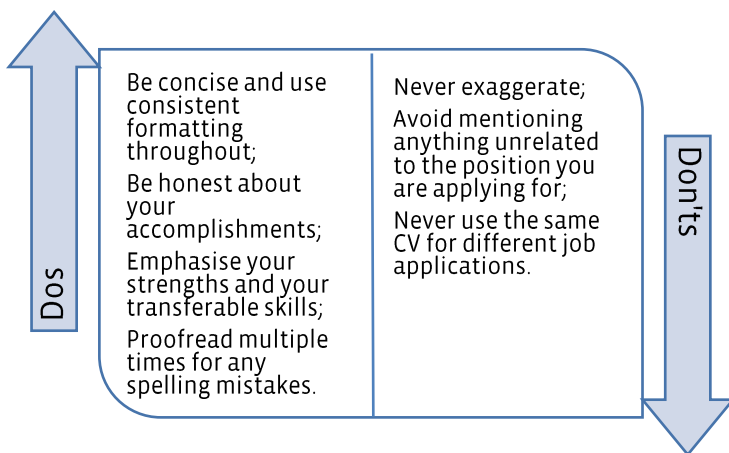 Dos
Be concise and use
consistent
formatting
throughout;
Be honest about
your
accomplishments;
Emphasise your
strengths and your
transferable skills;
Proofread multiple
times for any
spelling mistakes.
Never exaggerate;
Avoid mentioning
anything unrelated
to the position you
are applying for;
Never use the same
CV for different job
applications.
Don'ts